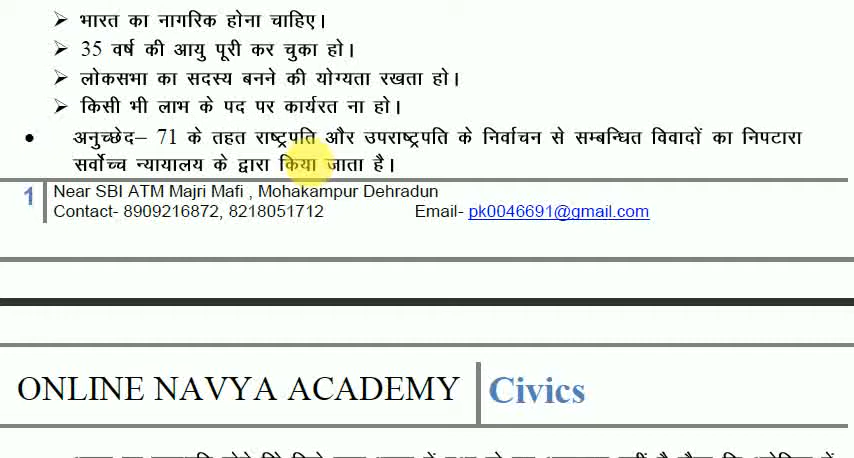 ➢ भारत का नागरिक होना चाहिए।
➢ 35 वर्ष की आयु पूरी कर चुका हो।
➢ लोकसभा का सदस्य बनने की योग्यता रखता हो।
➢ किसी भी लाभ के पद पर कार्यरत ना हो।
• अनुच्छेद– 71 के तहत राष्ट्रपति और उपराष्ट्रपति के निर्वाचन से सम्बन्धित विवादों का निपटारा
सर्वोच्च न्यायालय के द्वारा किया जाता है।
1 Near SBI ATM Majri Mafi , Mohakampur Dehradun
Contact- 8909216872, 8218051712 Email- pk0046691@gmail.com
ONLINE NAVYA ACADEMY Civics